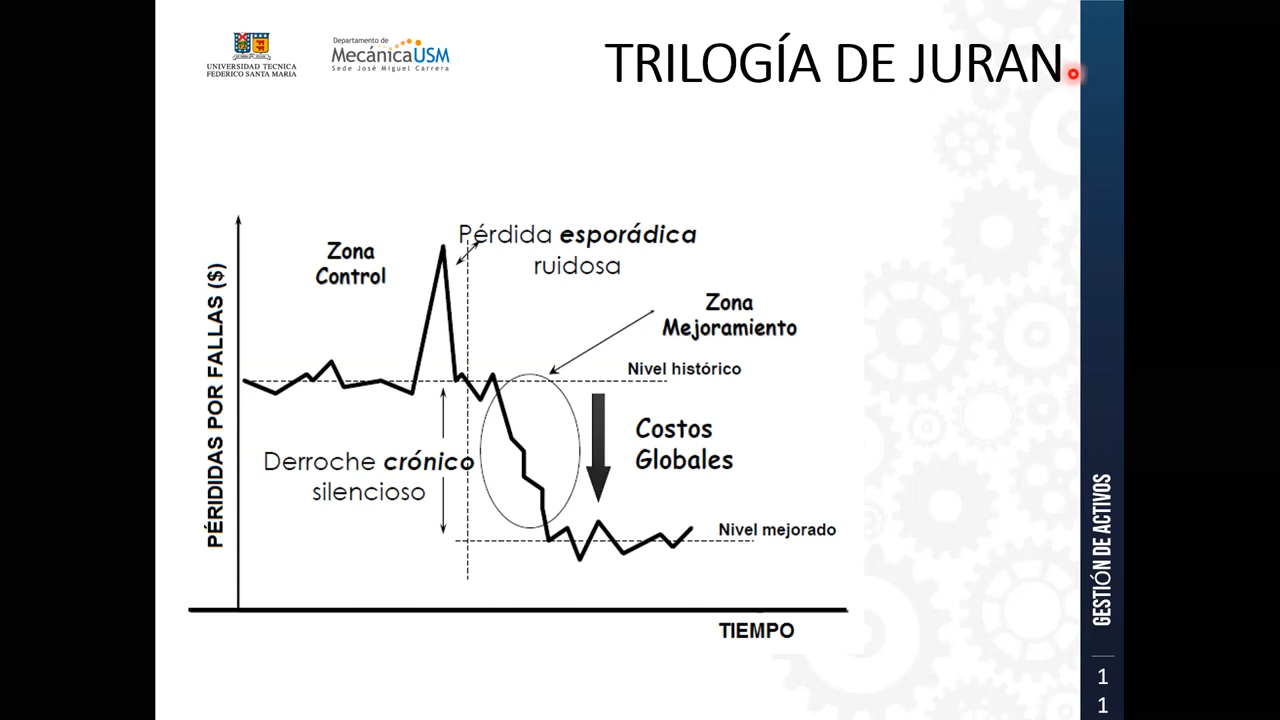 UNIVERSIDAD TECNICA
FEDERICO SANTA MARIA
Departamento de
MecánicaUSM
Sede José Miguel Carrera
TRILOGÍA DE JURAN
PÉRIDIDAS POR FALLAS ($)
Zona
Control
Pérdida esporádica
ruidosa
Zona
Mejoramiento
Nivel histórico
Derroche crónico
silencioso
Costos
Globales
Nivel mejorado
TIEMPO
GESTIÓN DE ACTIVOS
1
1